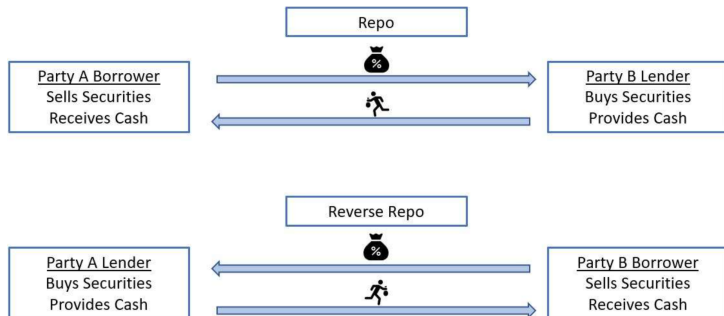 Repo
%
Party A Borrower
Sells Securities
Receives Cash
Party B Lender
Buys Securities
Provides Cash
Reverse Repo
%
Party A Lender
Buys Securities
Provides Cash
Party B Borrower
Sells Securities
Receives Cash